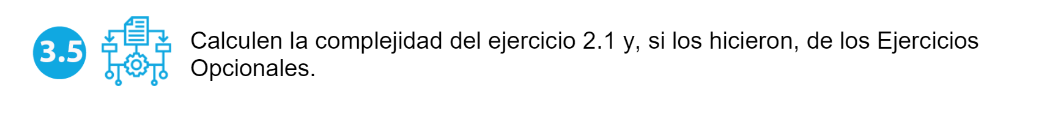 3.5
Calculen la complejidad del ejercicio 2.1 y, si los hicieron, de los Ejercicios
Opcionales.